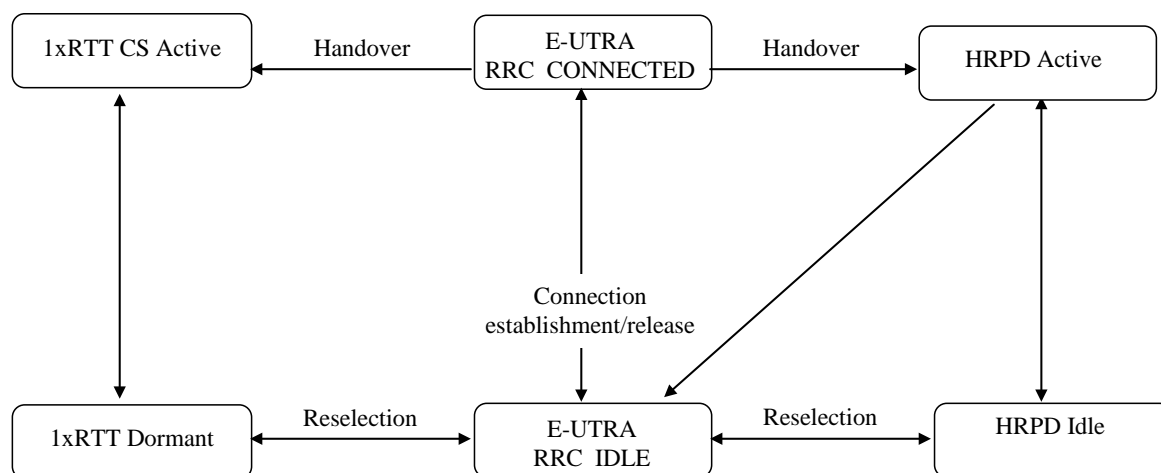 1xRTT CS Active
Handover
E-UTRA
RRC CONNECTED
Handover
HRPD Active
Connection
establishment/release
1xRTT Dormant
Reselection
E-UTRA
RRC IDLE
Reselection
HRPD Idle